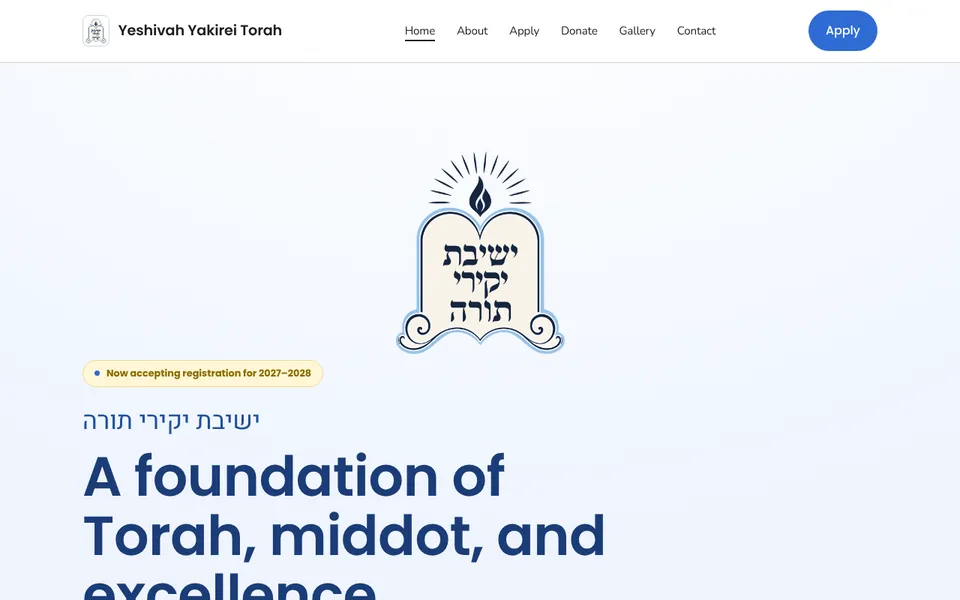 Yeshivah Yakirei Torah
Home About Apply Donate Gallery Contact
Apply
ישיבת
יקירי
תורה
Now accepting registration for 2027–2028
ישיבת יקירי תורה
A foundation of
Torah, middot, and
excellence